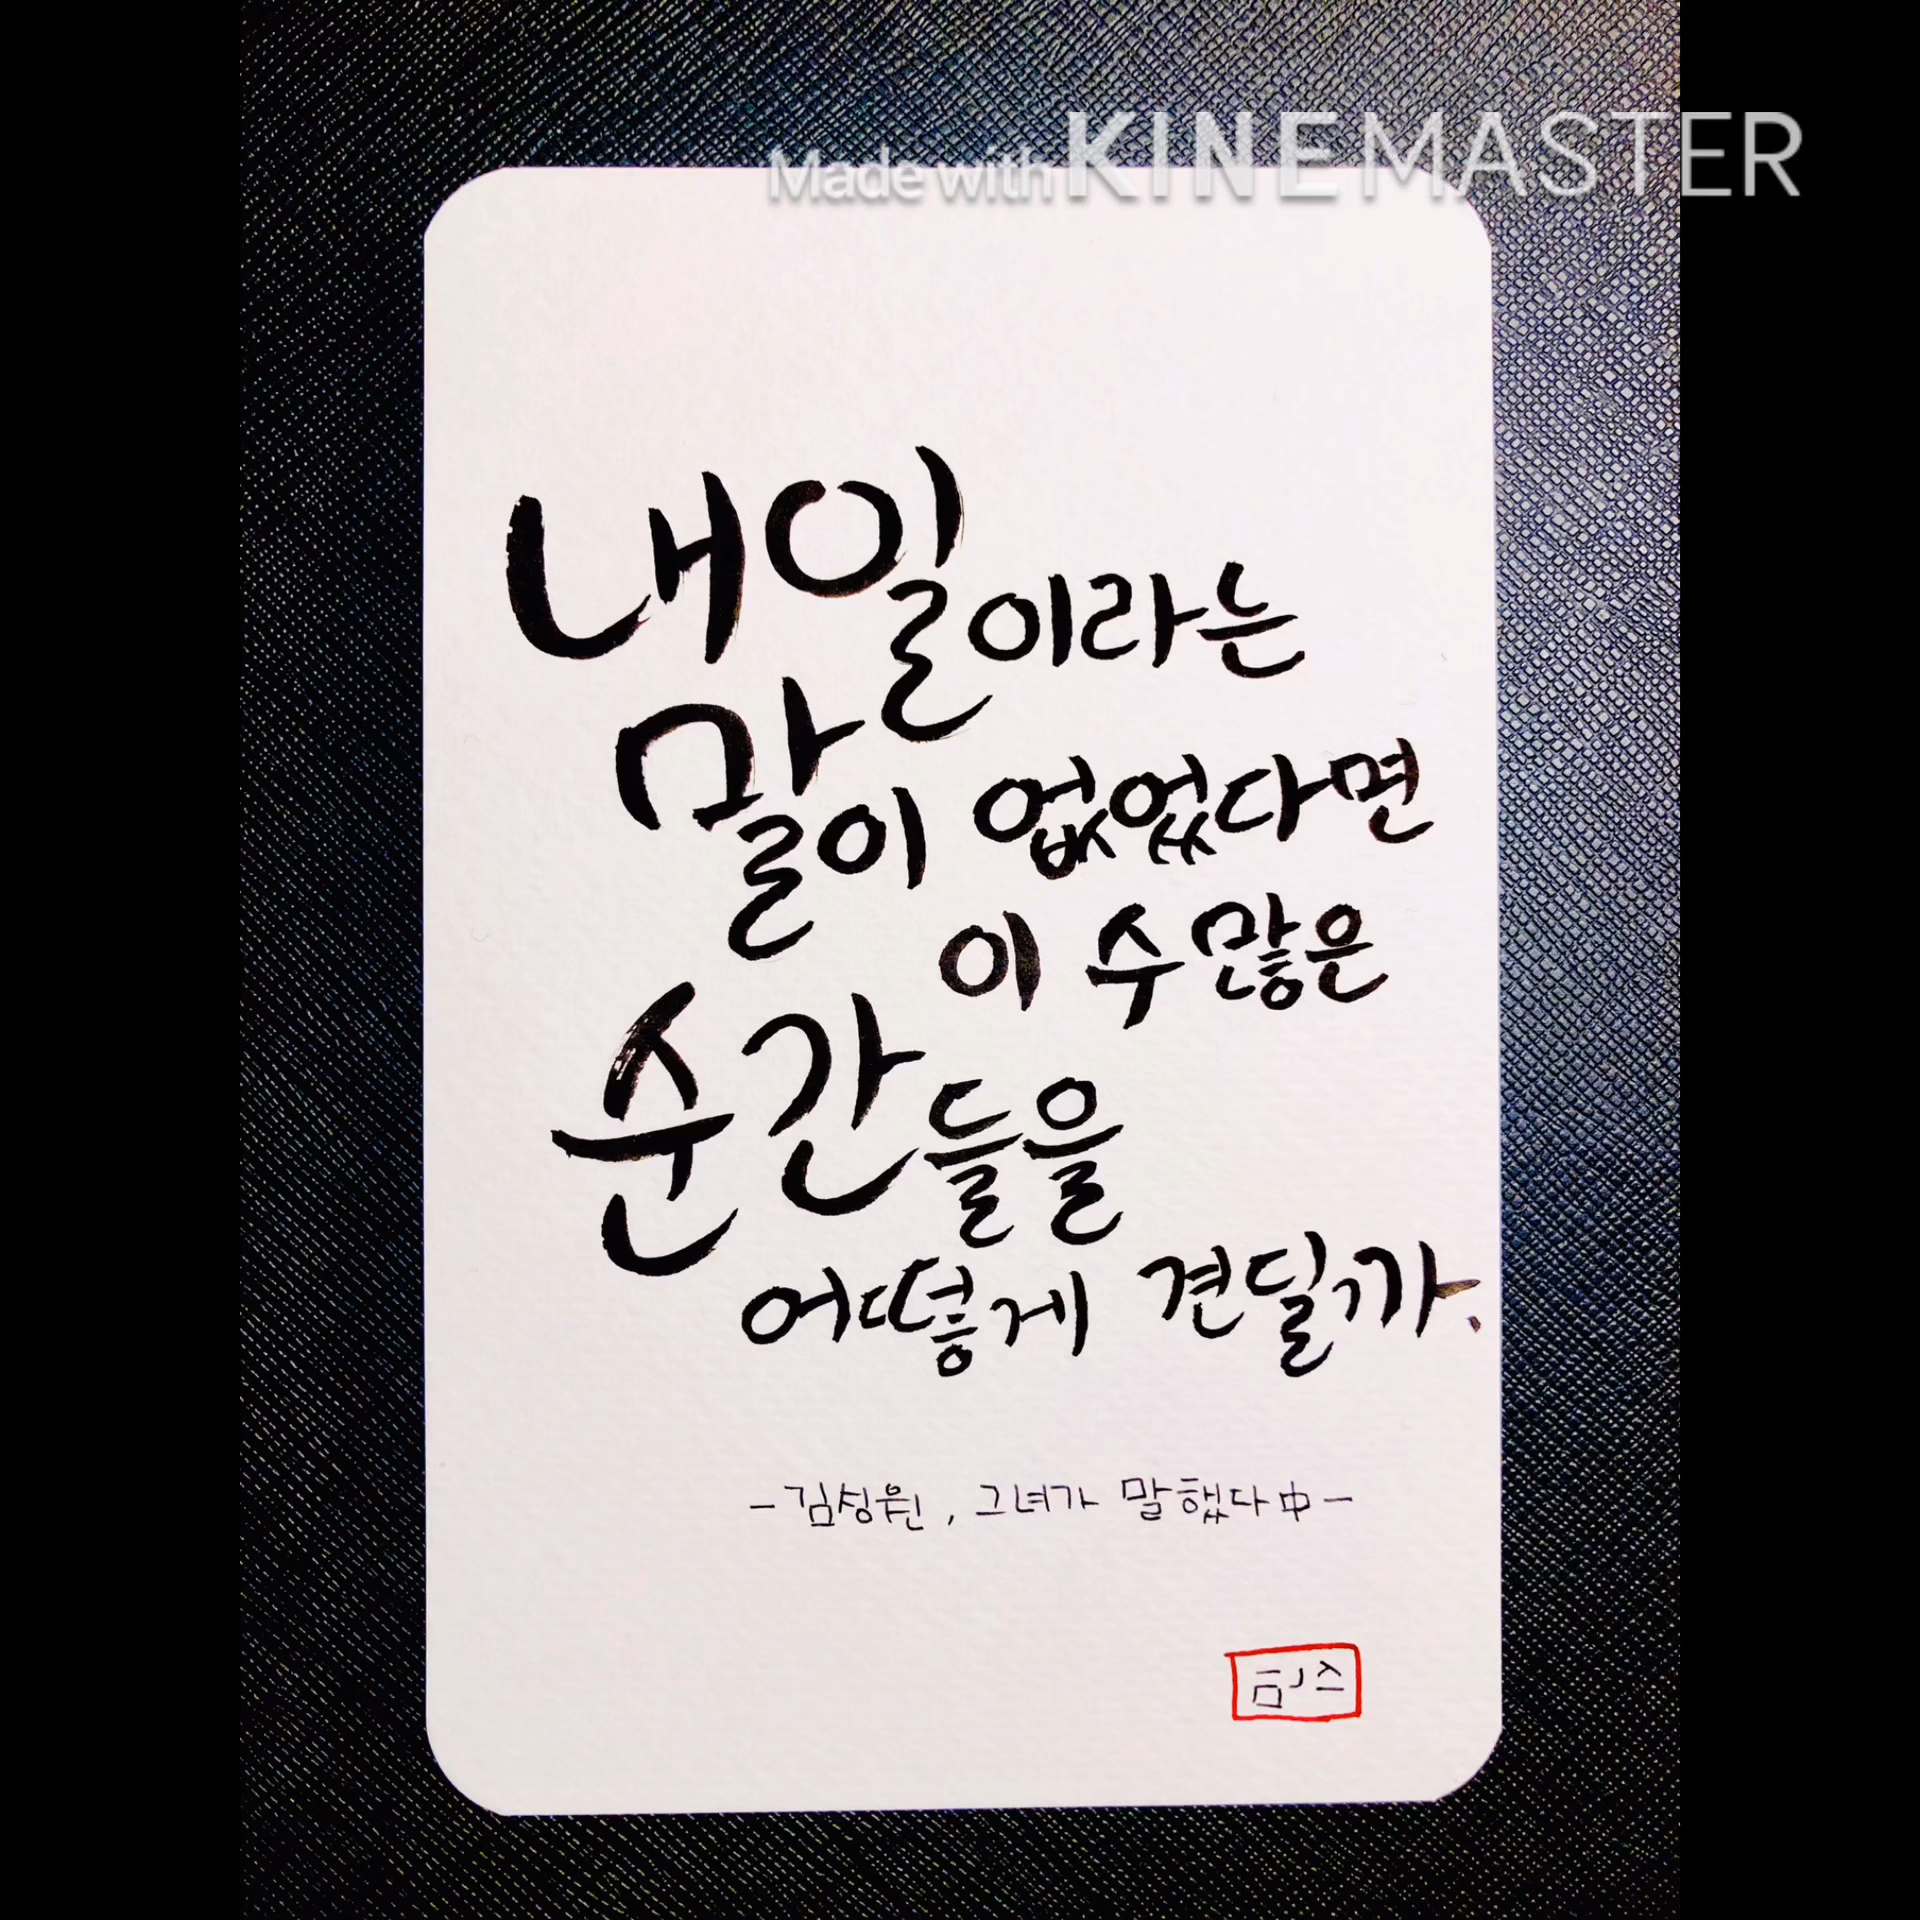 Made with KINEMASTER
내일이라는
말이 없었다면
이 수많은
순간들을
어떻게 견딜까.
- 김성원, 그녀가 말했다 中 -